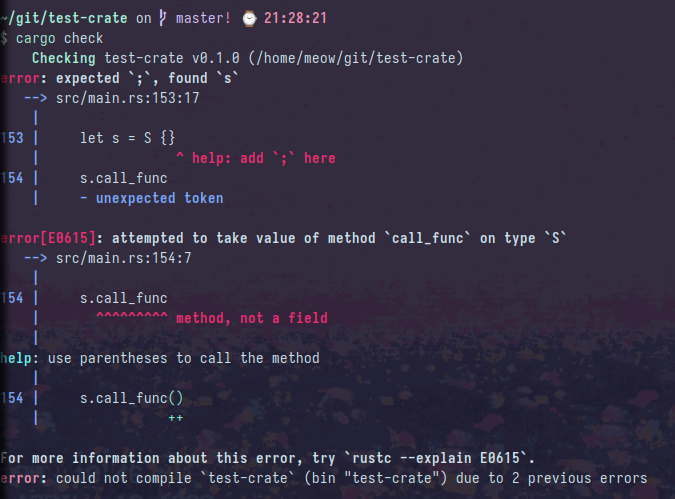 ~/git/test-crate on master! ⌚ 21:28:21
$ cargo check
    Checking test-crate v0.1.0 (/home/meow/git/test-crate)
error: expected `;`, found `s`
   --> src/main.rs:153:17
    |
153 |     let s = S {}
    |                 ^ help: add `;` here
154 |     s.call_func
    |     - unexpected token

error[E0615]: attempted to take value of method `call_func` on type `S`
   --> src/main.rs:154:7
    |
154 |     s.call_func
    |       ^^^^^^^^^ method, not a field
    |
help: use parentheses to call the method
    |
154 |     s.call_func()
    |                ++

For more information about this error, try `rustc --explain E0615`.
error: could not compile `test-crate` (bin "test-crate") due to 2 previous errors